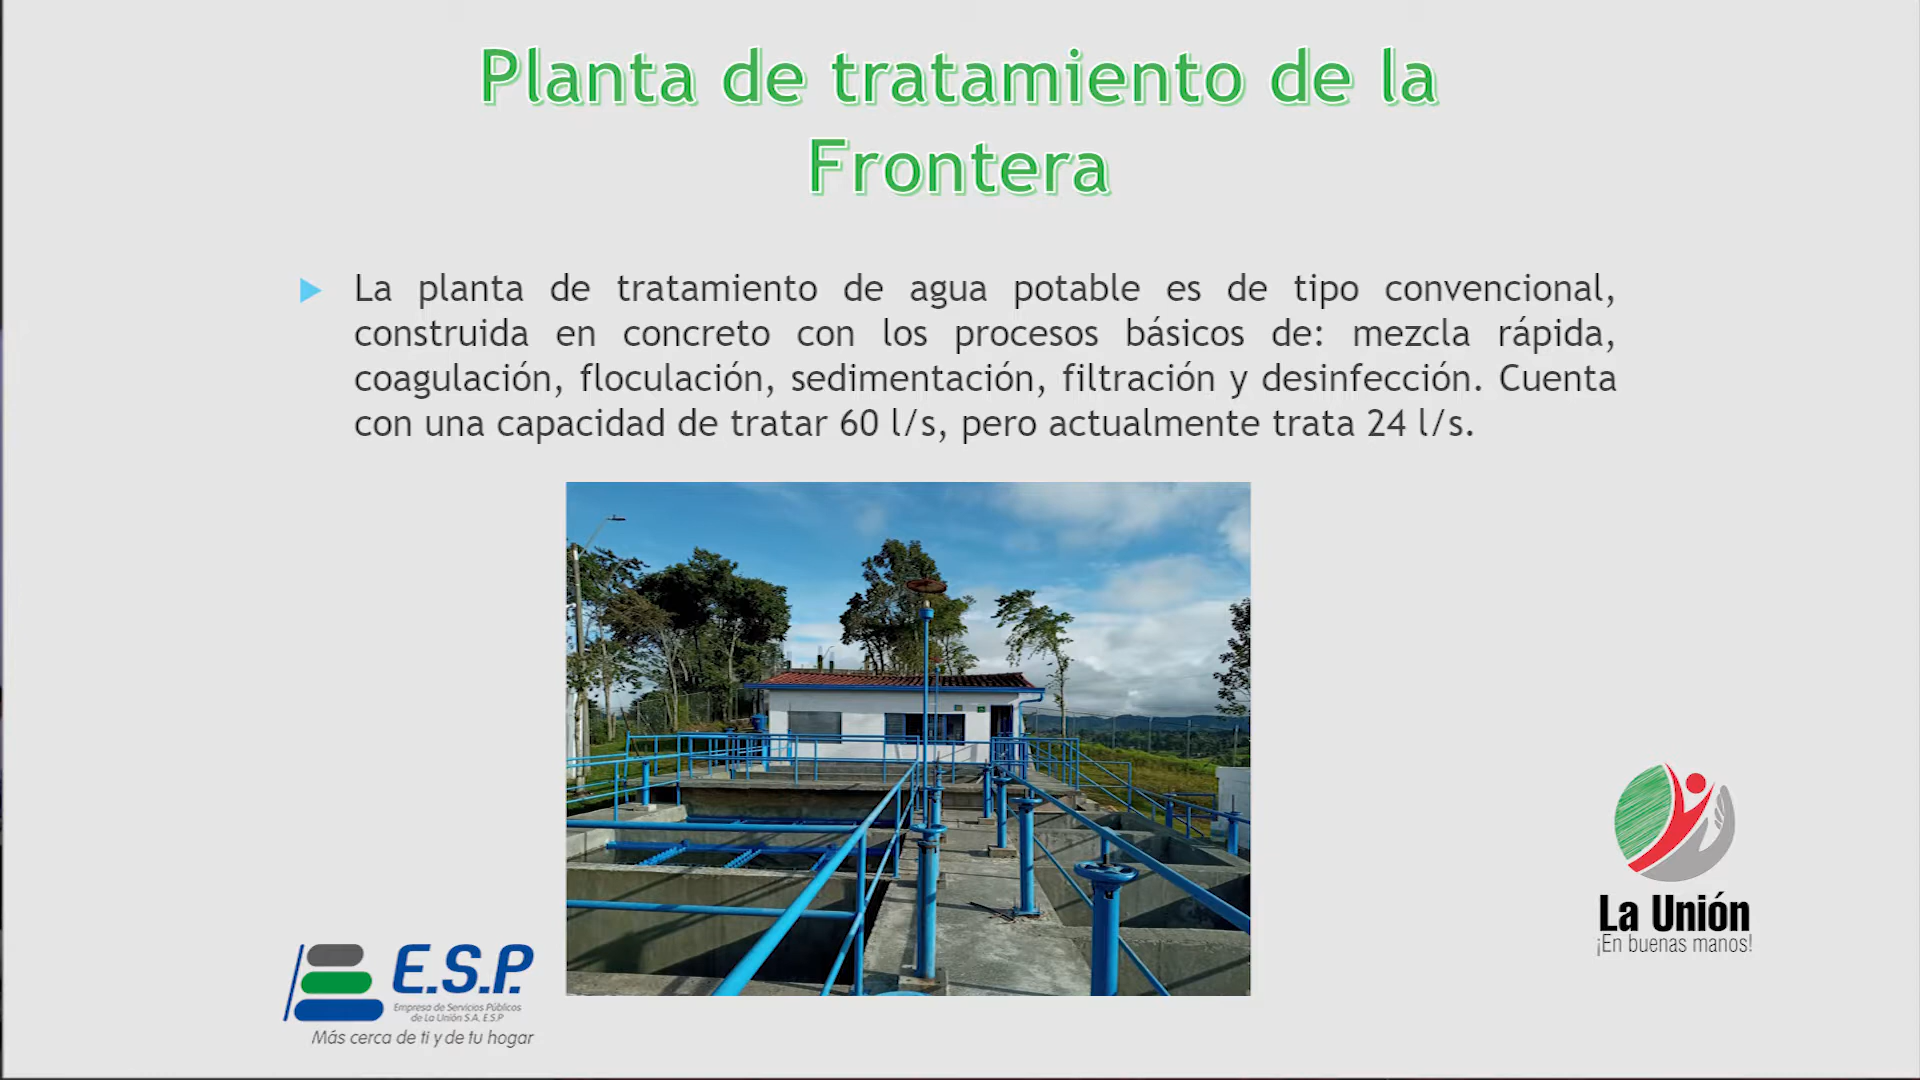 Planta de tratamiento de la
Frontera
La planta de tratamiento de agua potable es de tipo convencional,
construida en concreto con los procesos básicos de: mezcla rápida,
coagulación, floculación, sedimentación, filtración y desinfección. Cuenta
con una capacidad de tratar 60 l/s, pero actualmente trata 24 l/s.
La Unión
¡En buenas manos!
E.S.P.
Empresa de Servicios Públicos
de La Unión S.A. E.S.P
Más cerca de ti y de tu hogar